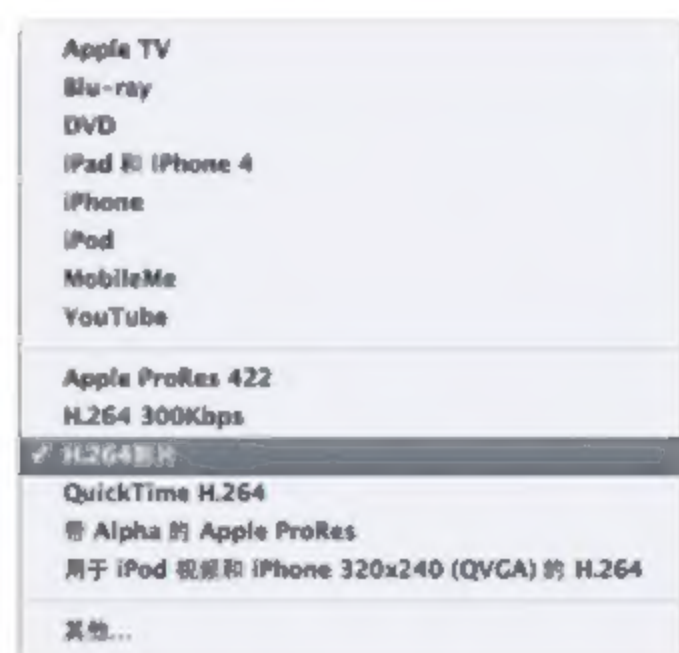 Apple TV
Blu-ray
DVD
iPad 和 iPhone 4
iPhone
iPod
MobileMe
YouTube
Apple ProRes 422
H.264 300Kbps
✓ H.264影片
QuickTime H.264
带 Alpha 的 Apple ProRes
用于 iPod 视频和 iPhone 320x240 (QVGA) 的 H.264
其他...